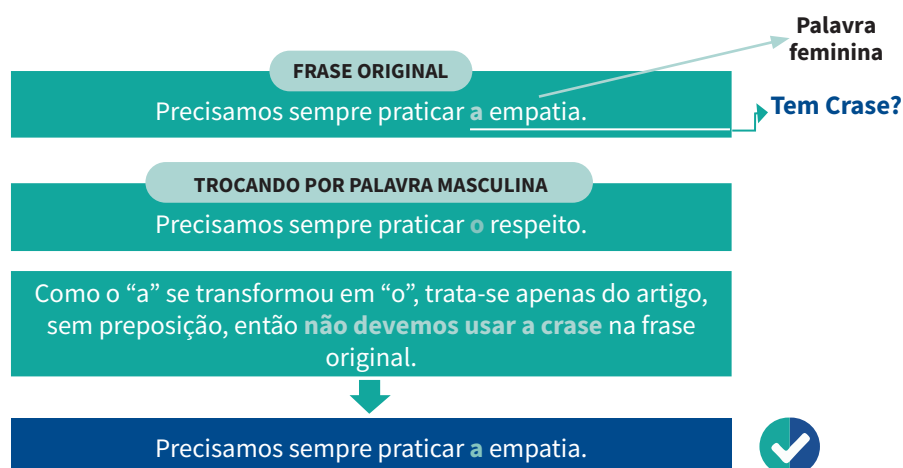 Palavra
feminina
FRASE ORIGINAL
Precisamos sempre praticar a empatia.
Tem Crase?
TROCANDO POR PALAVRA MASCULINA
Precisamos sempre praticar o respeito.
Como o “a” se transformou em “o”, trata-se apenas do artigo,
sem preposição, então não devemos usar a crase na frase
original.
Precisamos sempre praticar a empatia.